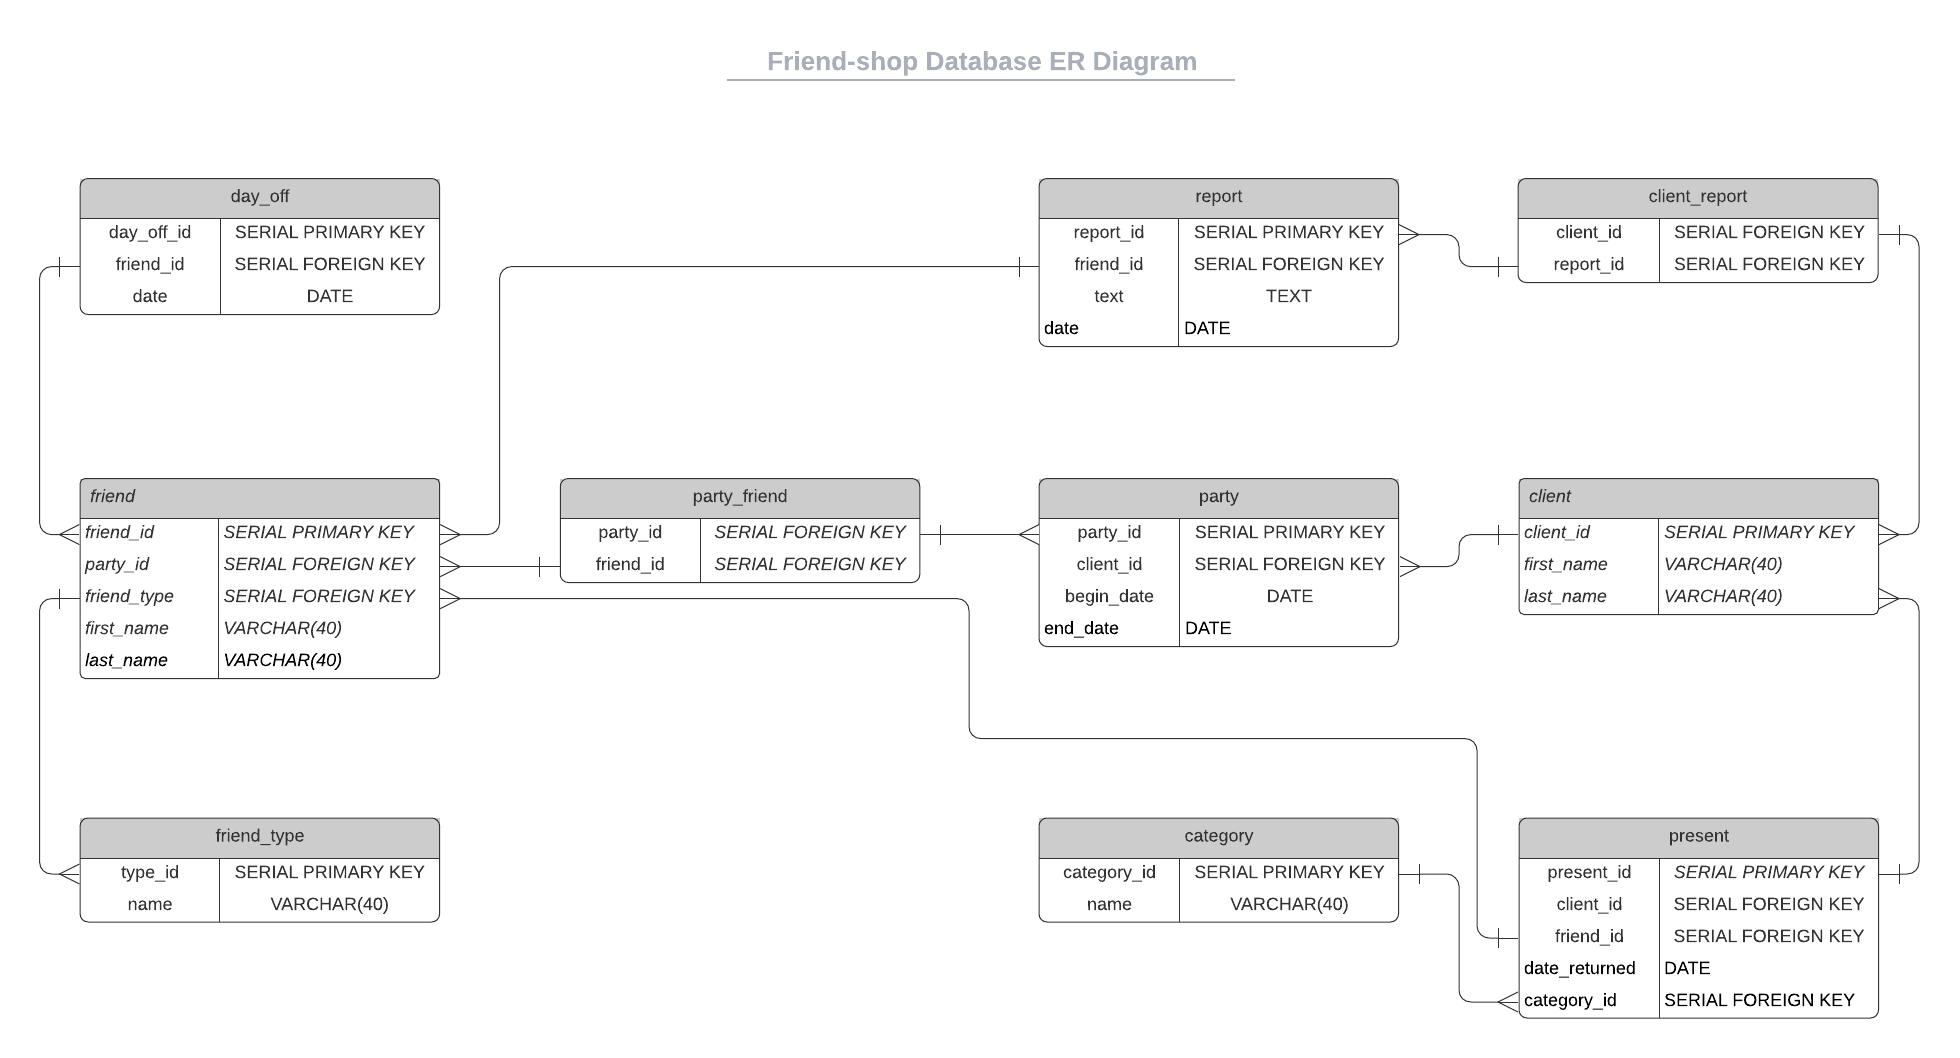 Friend-shop Database ER Diagram
day_off
day_off_id SERIAL PRIMARY KEY
friend_id SERIAL FOREIGN KEY
date DATE
report
report_id SERIAL PRIMARY KEY
friend_id SERIAL FOREIGN KEY
text TEXT
date DATE
client_report
client_id SERIAL FOREIGN KEY
report_id SERIAL FOREIGN KEY
friend
friend_id SERIAL PRIMARY KEY
party_id SERIAL FOREIGN KEY
friend_type SERIAL FOREIGN KEY
first_name VARCHAR(40)
last_name VARCHAR(40)
party_friend
party_id SERIAL FOREIGN KEY
friend_id SERIAL FOREIGN KEY
party
party_id SERIAL PRIMARY KEY
client_id SERIAL FOREIGN KEY
begin_date DATE
end_date DATE
client
client_id SERIAL PRIMARY KEY
first_name VARCHAR(40)
last_name VARCHAR(40)
friend_type
type_id SERIAL PRIMARY KEY
name VARCHAR(40)
category
category_id SERIAL PRIMARY KEY
name VARCHAR(40)
present
present_id SERIAL PRIMARY KEY
client_id SERIAL FOREIGN KEY
friend_id SERIAL FOREIGN KEY
date_returned DATE
category_id SERIAL FOREIGN KEY